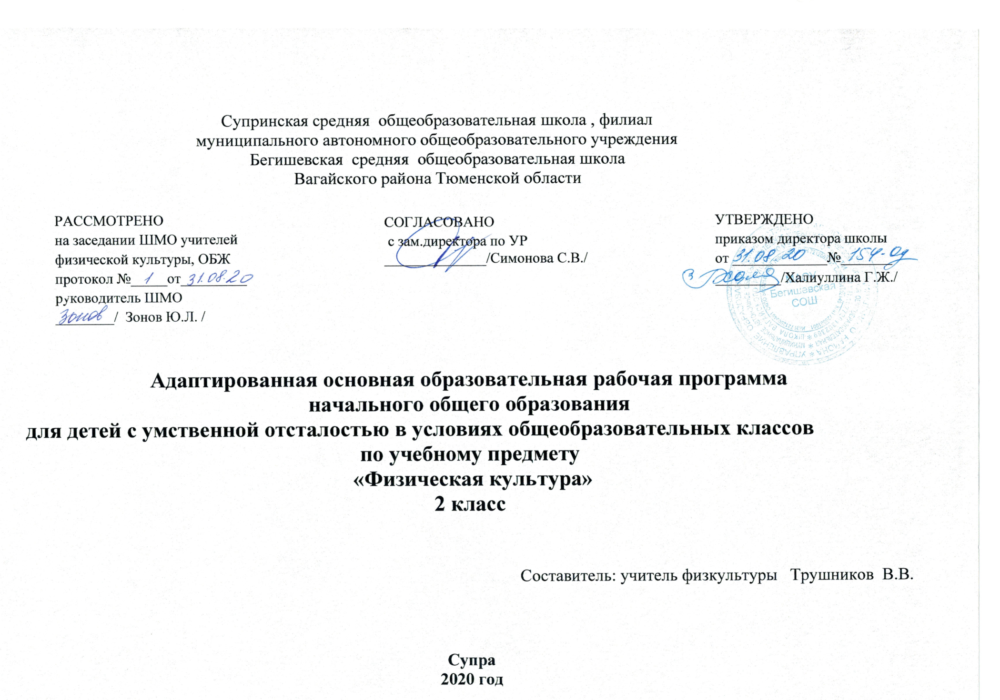 Супринская средняя  общеобразовательная школа , филиал
муниципального автономного общеобразовательного учреждения
Бегишевская  средняя  общеобразовательная школа
Вагайского района Тюменской области
РАССМОТРЕНО
на заседании ШМО учителей
физической культуры, ОБЖ
протокол № 1 от 31.08.20
руководитель ШМО
Зонов /  Зонов Ю.Л. /
СОГЛАСОВАНО
с зам.директора по УР
/Симонова С.В./
УТВЕРЖДЕНО
приказом директора школы
от 31.08 20 № 154-од
/Халиуллина Г.Ж./
МАОУ
Бегишевская
СОШ
Адаптированная основная образовательная рабочая программа
начального общего образования
для детей с умственной отсталостью в условиях общеобразовательных классов
по учебному предмету
«Физическая культура»
2 класс
Составитель: учитель физкультуры   Трушников  В.В.
Супра
2020 год